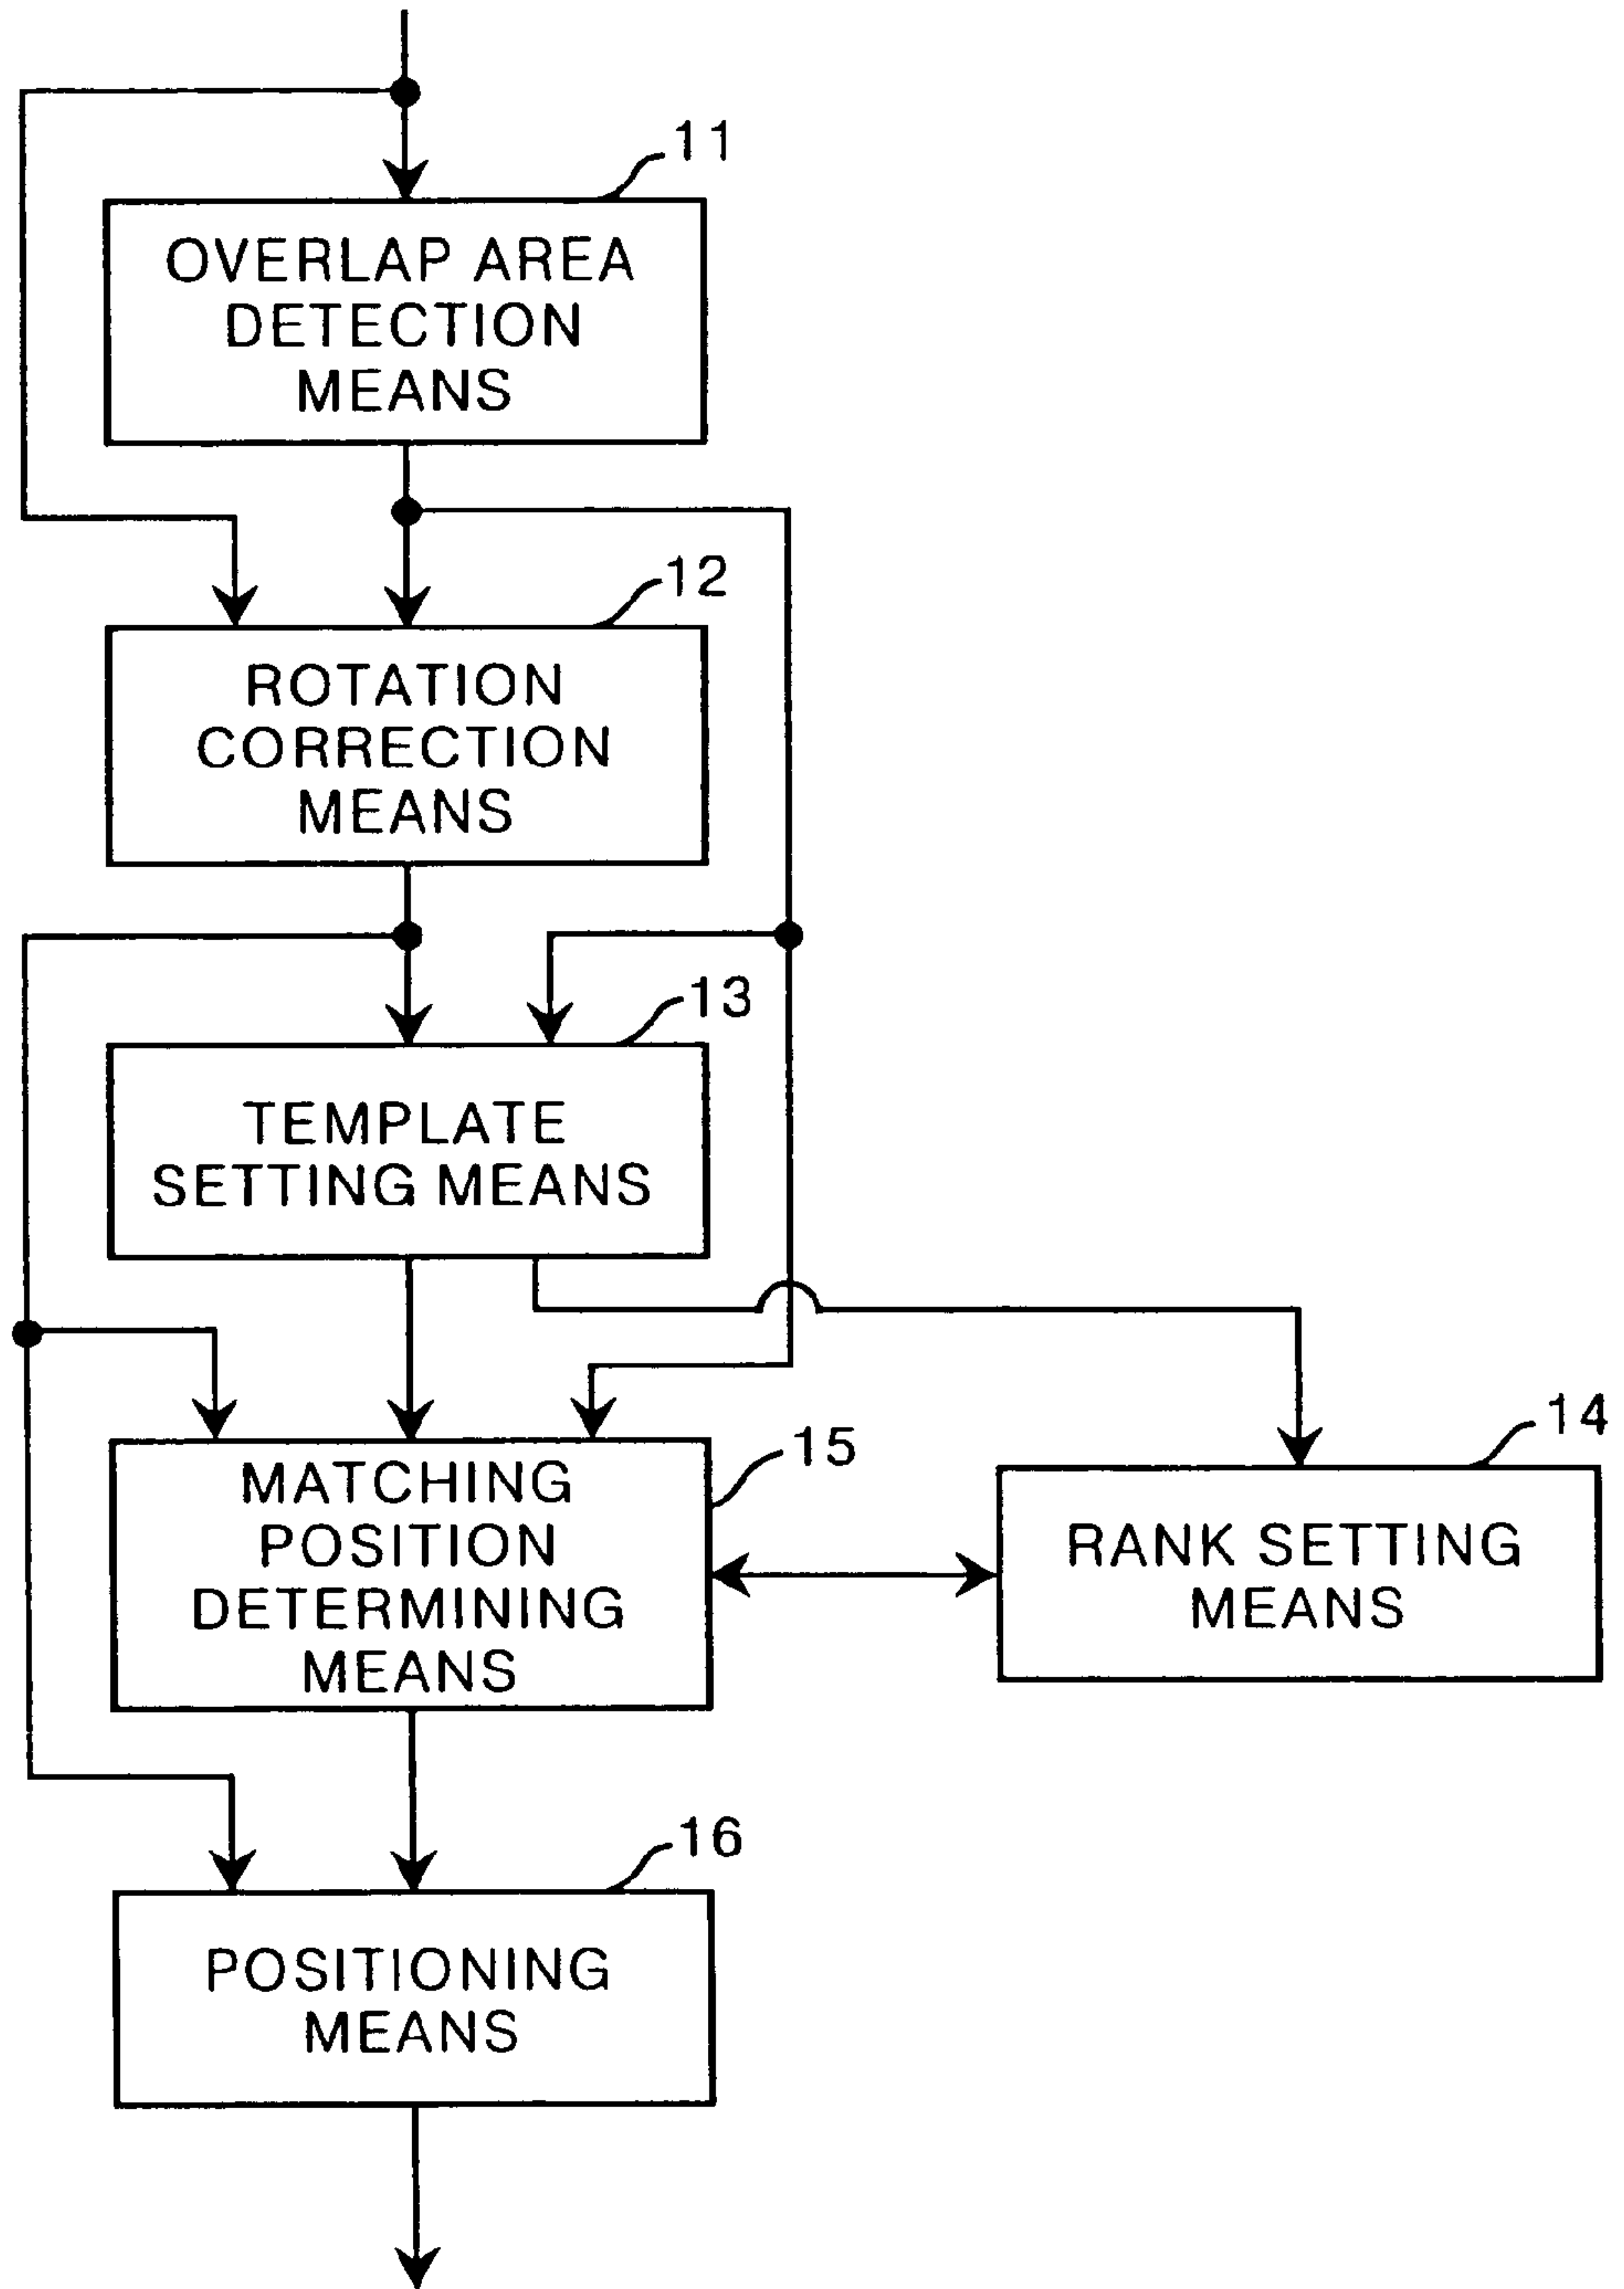 11
OVERLAP AREA
DETECTION
MEANS
12
ROTATION
CORRECTION
MEANS
13
TEMPLATE
SETTING MEANS
15
MATCHING
POSITION
DETERMINING
MEANS
14
RANK SETTING
MEANS
16
POSITIONING
MEANS